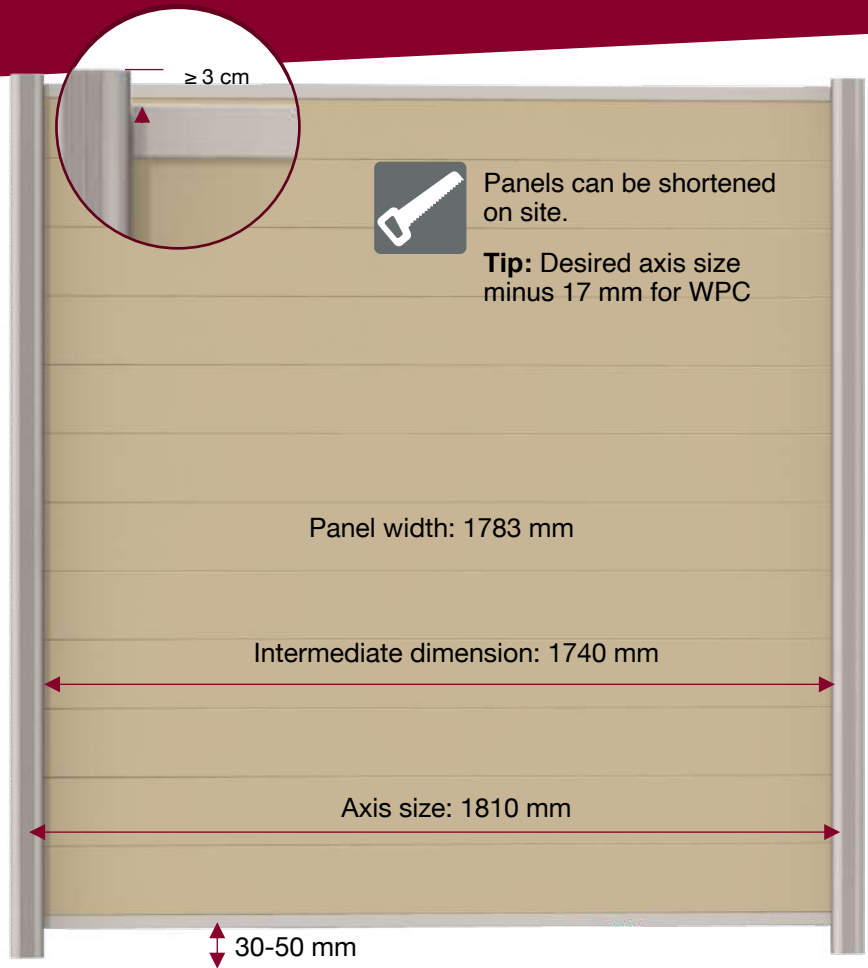 ≥ 3 cm
Panels can be shortened
on site.
Tip: Desired axis size
minus 17 mm for WPC
Panel width: 1783 mm
Intermediate dimension: 1740 mm
Axis size: 1810 mm
30-50 mm